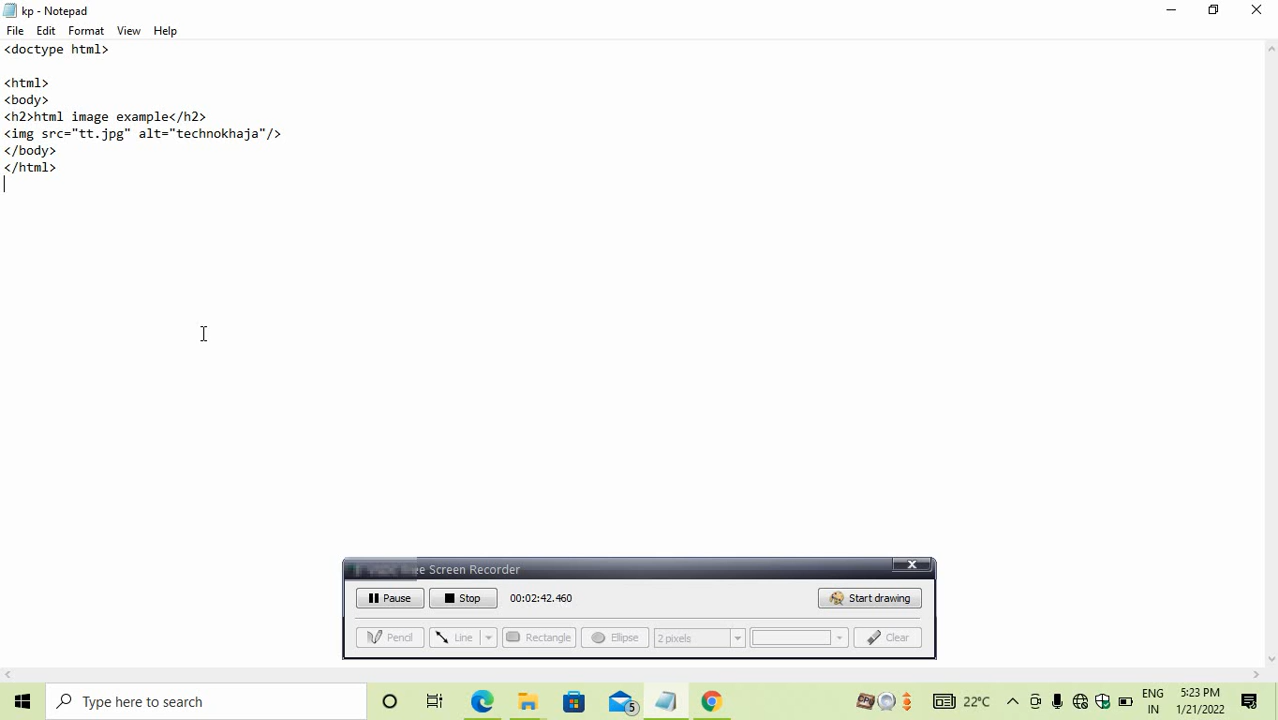 kp - Notepad
File Edit Format View Help
<doctype html>
<html>
<body>
<h2>html image example</h2>
<img src="tt.jpg" alt="technokhaja"/>
</body>
</html>
Screen Recorder
Pause Stop 00:02:42.460 Start drawing
Pencil Line Rectangle Ellipse 2 pixels Clear
Type here to search
5
22°C
ENG
IN
5:23 PM
1/21/2022